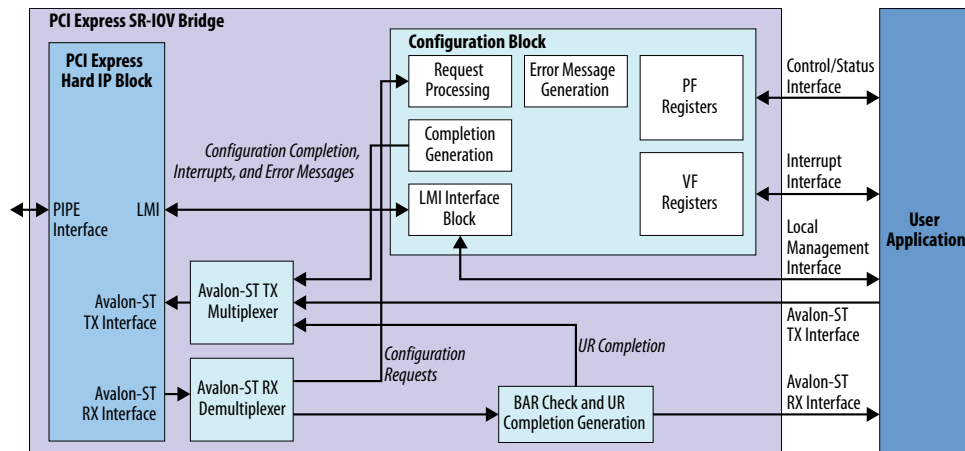 PCI Express SR-IOV Bridge
PCI Express
Hard IP Block
Configuration Block
Request
Processing
Error Message
Generation
PF
Registers
Control/Status
Interface
Completion
Generation
Configuration Completion,
Interrupts, and Error Messages
VF
Registers
Interrupt
Interface
LMI Interface
Block
PIPE
Interface
LMI
User
Application
Local
Management
Interface
Avalon-ST TX
Multiplexer
Avalon-ST
TX Interface
Avalon-ST
TX Interface
UR Completion
Configuration
Requests
Avalon-ST RX
Demultiplexer
Avalon-ST
RX Interface
BAR Check and UR
Completion Generation
Avalon-ST
RX Interface